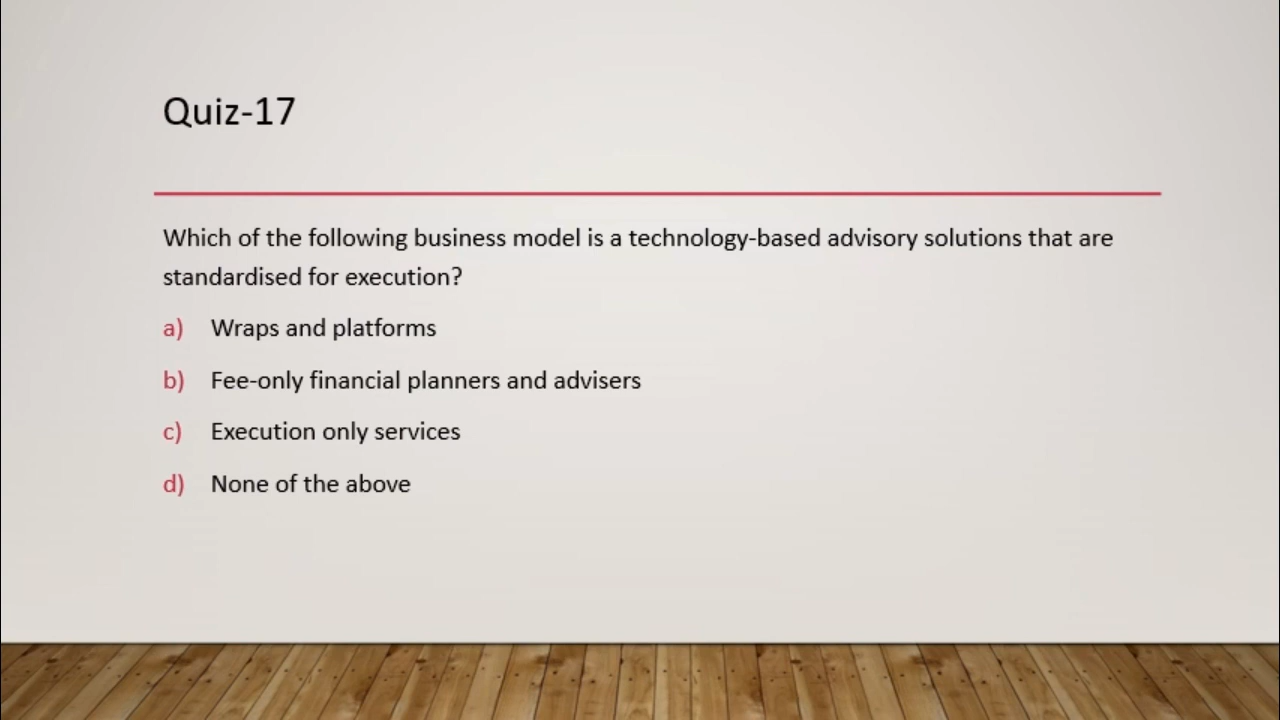 Quiz-17
Which of the following business model is a technology-based advisory solutions that are
standardised for execution?
a) Wraps and platforms
b) Fee-only financial planners and advisers
c) Execution only services
d) None of the above